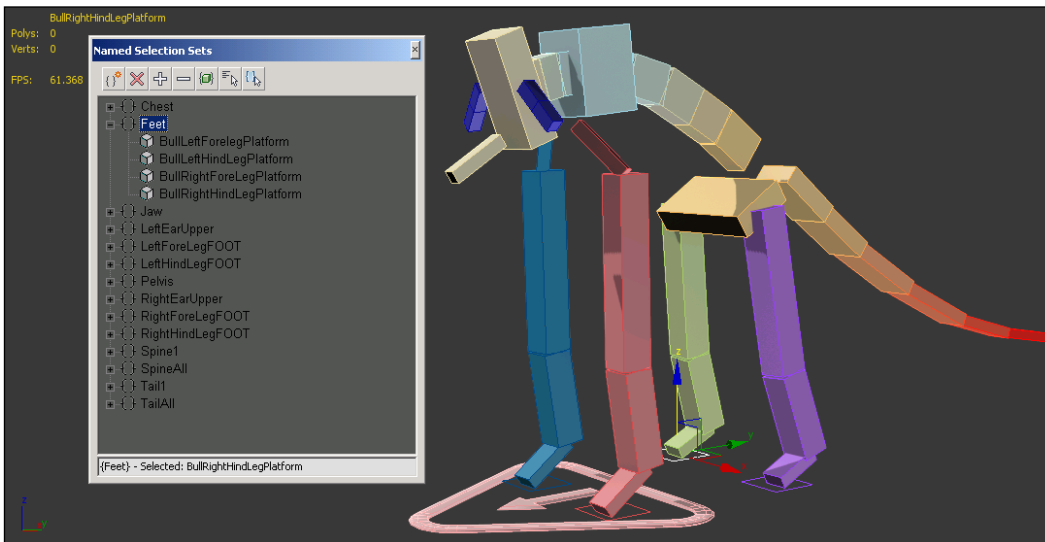 BullRightHindLegPlatform
Polys: 0
Verts: 0
FPS: 61.368
Named Selection Sets
Chest
Feet
BullLeftForelegPlatform
BullLeftHindLegPlatform
BullRightForeLegPlatform
BullRightHindLegPlatform
Jaw
LeftEarUpper
LeftForeLegFOOT
LeftHindLegFOOT
Pelvis
RightEarUpper
RightForeLegFOOT
RightHindLegFOOT
Spine1
SpineAll
Tail1
TailAll
{Feet} - Selected: BullRightHindLegPlatform
z
y
x
z
y